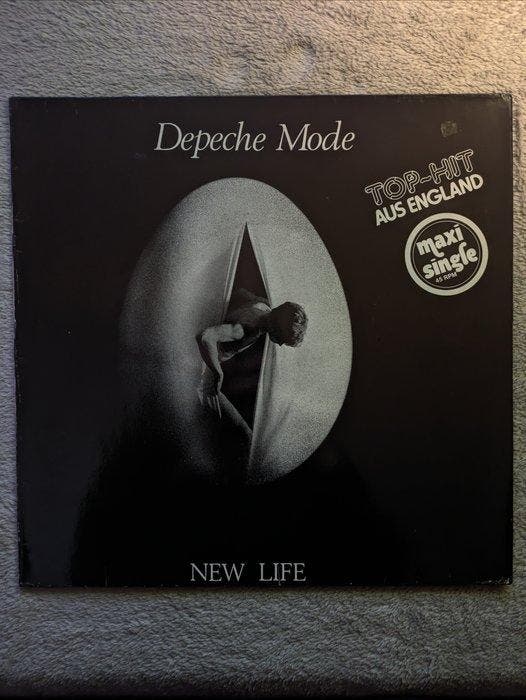 Depeche Mode
TOP-HIT
AUS ENGLAND
maxi
single
45 RPM
NEW LIFE